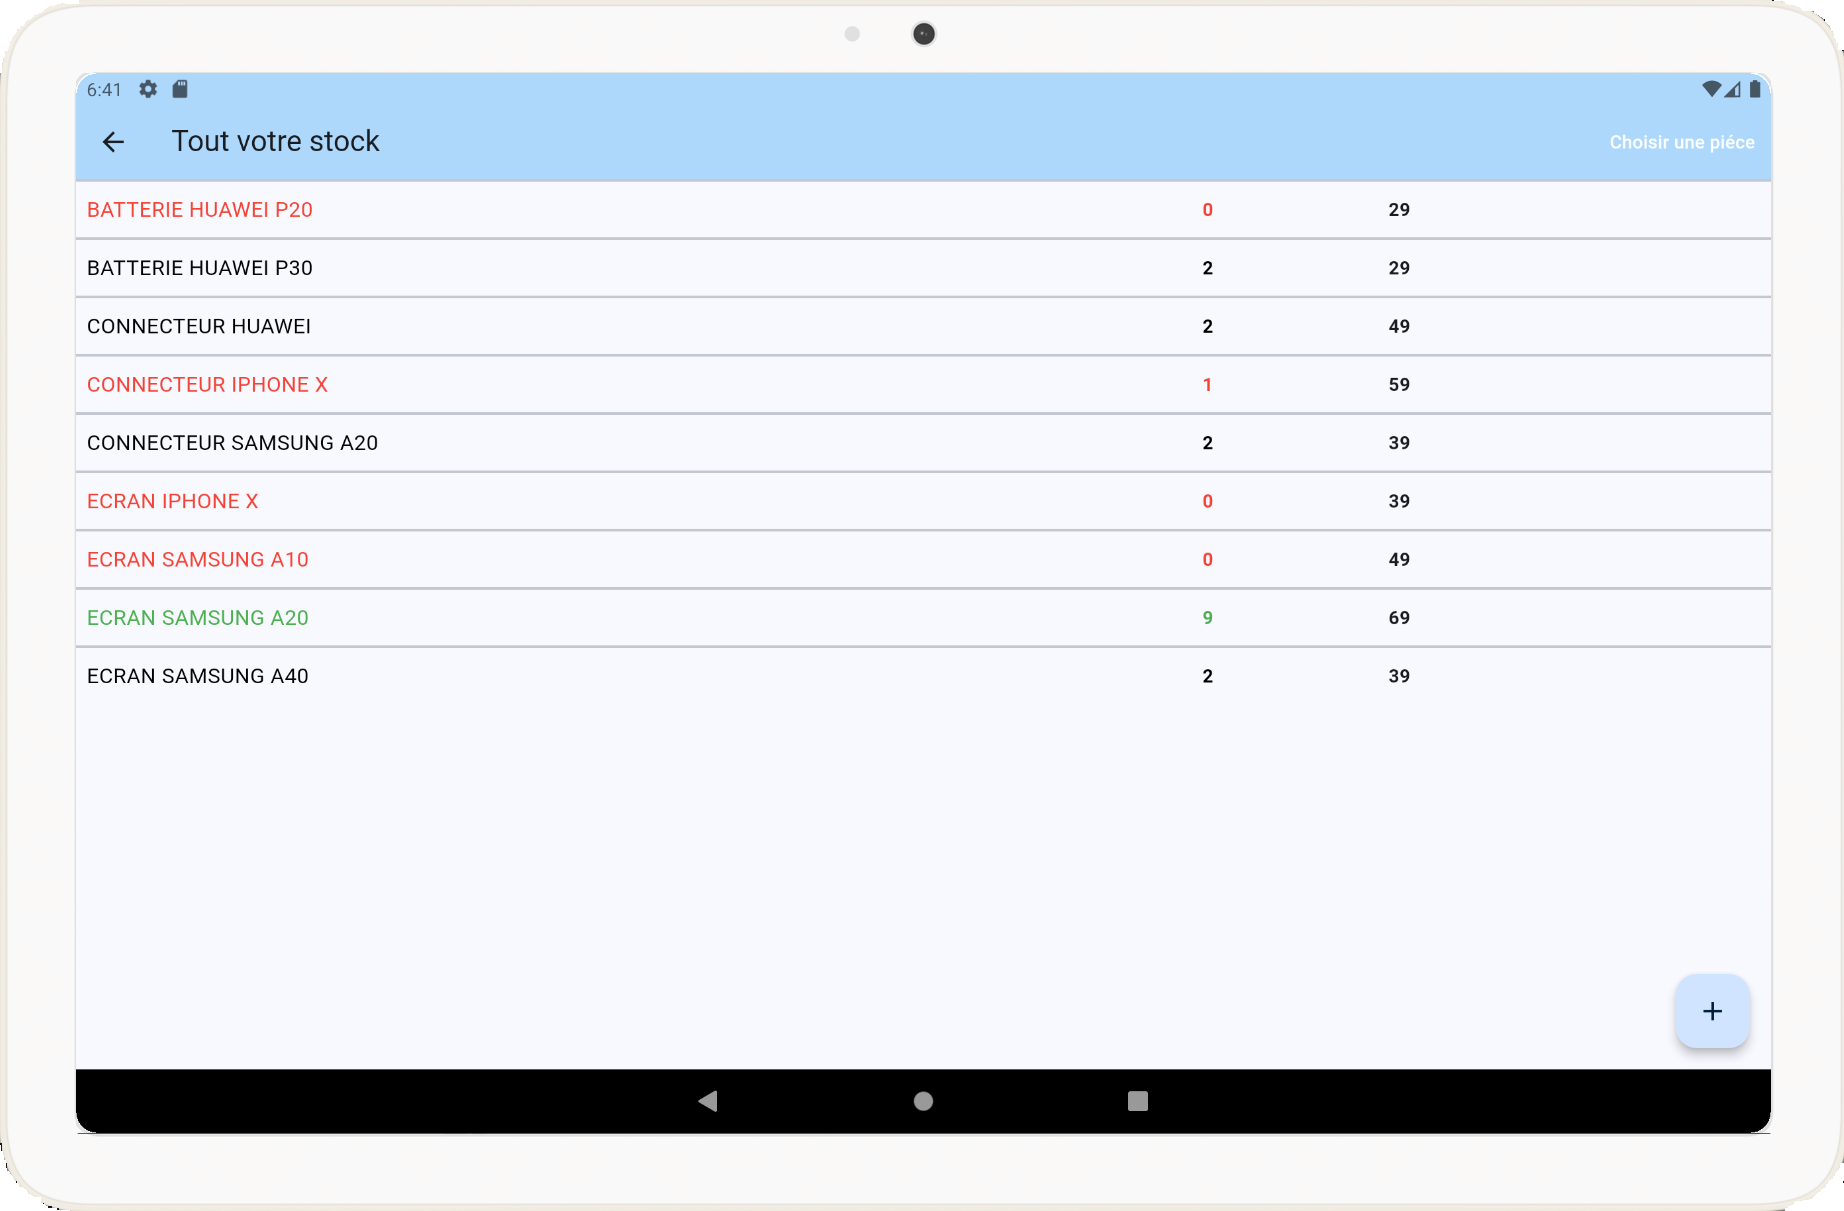 6:41
Tout votre stock
Choisir une piéce
BATTERIE HUAWEI P20 0 29
BATTERIE HUAWEI P30 2 29
CONNECTEUR HUAWEI 2 49
CONNECTEUR IPHONE X 1 59
CONNECTEUR SAMSUNG A20 2 39
ECRAN IPHONE X 0 39
ECRAN SAMSUNG A10 0 49
ECRAN SAMSUNG A20 9 69
ECRAN SAMSUNG A40 2 39